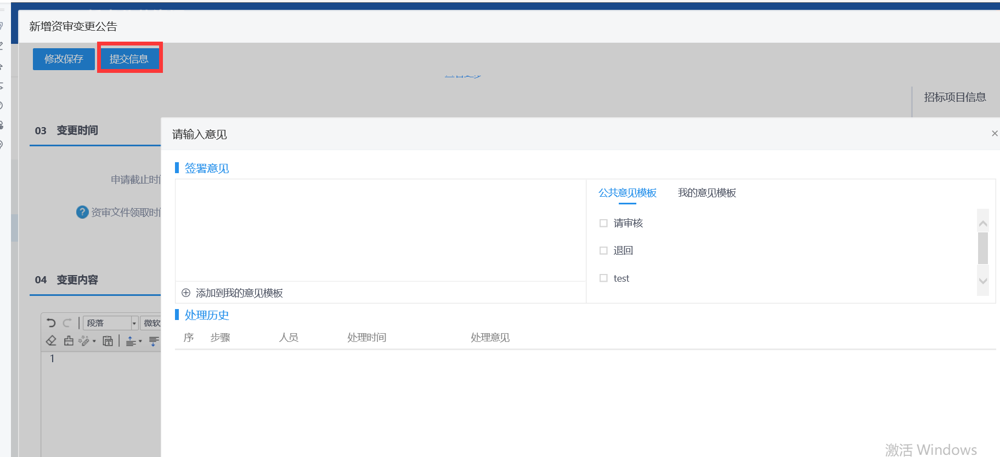 新增资审变更公告
修改保存 提交信息
招标项目信息
03 变更时间
请输入意见
签署意见
申请截止时
公共意见模板 我的意见模板
资审文件领取时
请审核
退回
test
04 变更内容
添加到我的意见模板
处理历史
段落 微软
序 步骤 人员 处理时间 处理意见
1
激活 Windows